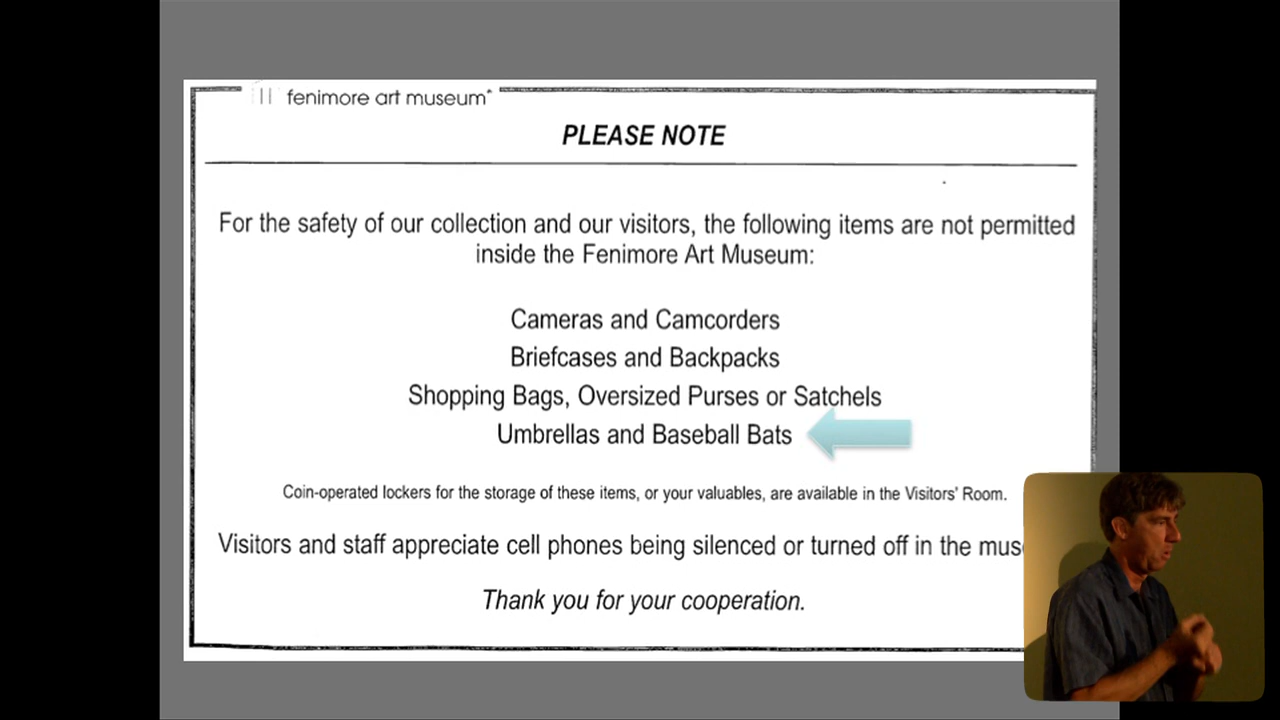 fenimore art museum
PLEASE NOTE
For the safety of our collection and our visitors, the following items are not permitted
inside the Fenimore Art Museum:
Cameras and Camcorders
Briefcases and Backpacks
Shopping Bags, Oversized Purses or Satchels
Umbrellas and Baseball Bats
Coin-operated lockers for the storage of these items, or your valuables, are available in the Visitors' Room.
Visitors and staff appreciate cell phones being silenced or turned off in the
Thank you for your cooperation.